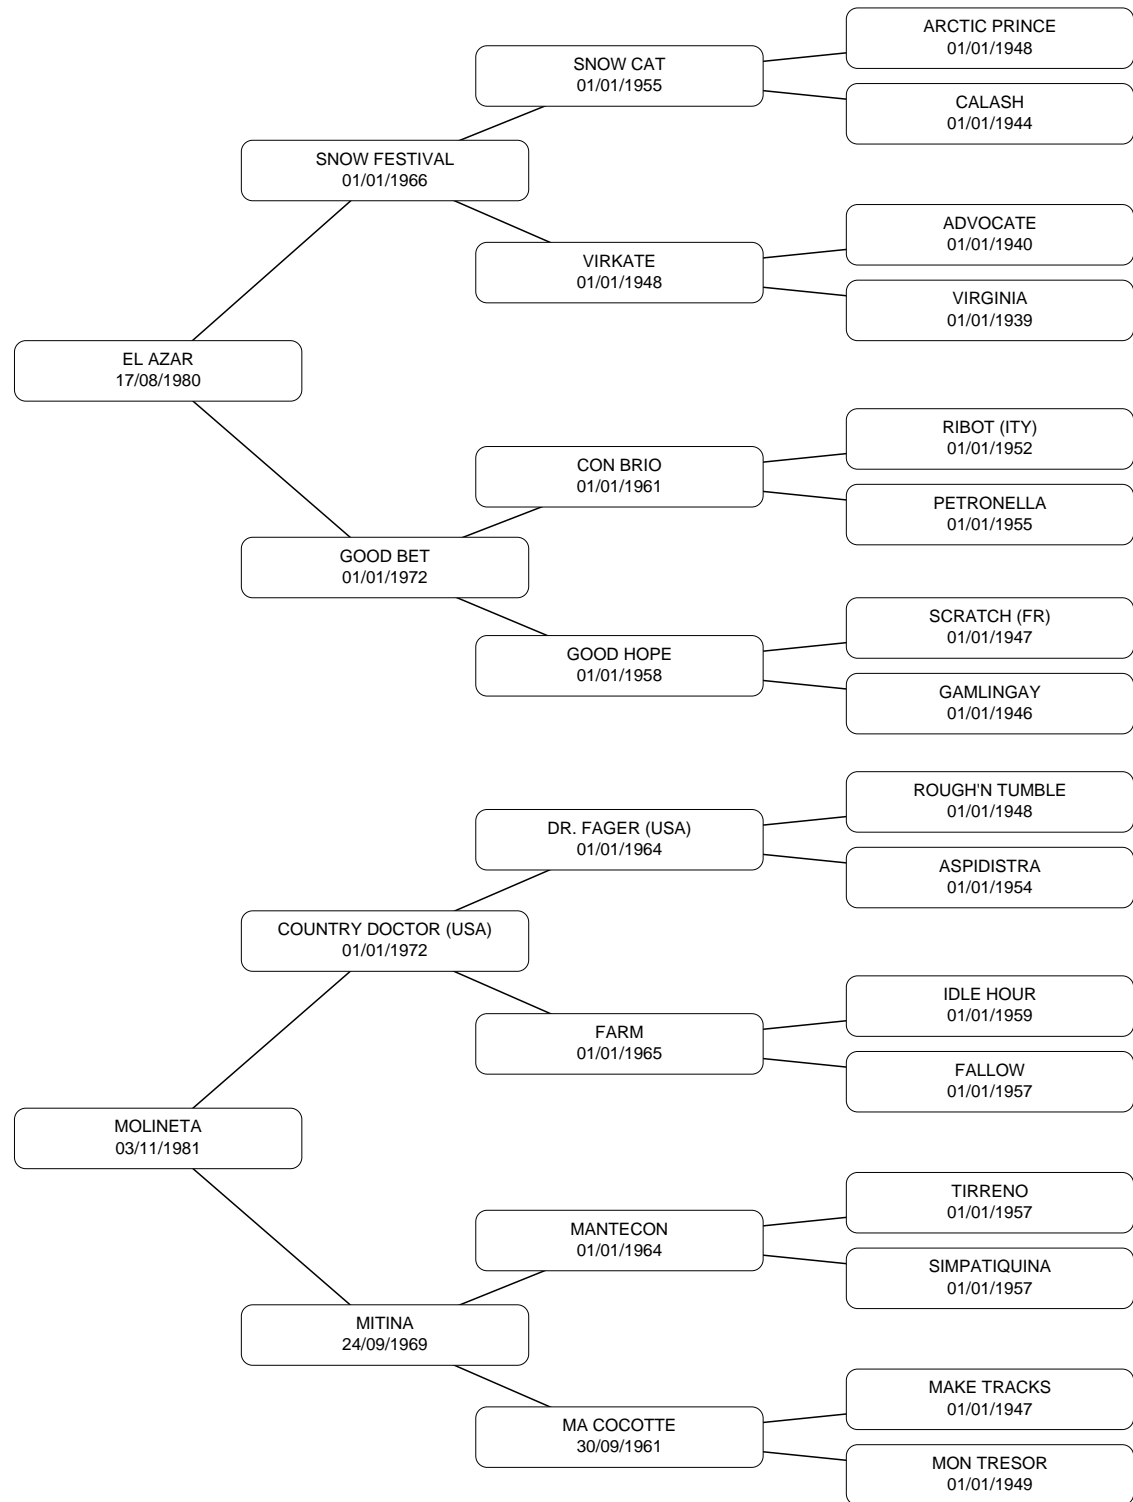 ARCTIC PRINCE
01/01/1948
SNOW CAT
01/01/1955
CALASH
01/01/1944
SNOW FESTIVAL
01/01/1966
ADVOCATE
01/01/1940
VIRKATE
01/01/1948
VIRGINIA
01/01/1939
EL AZAR
17/08/1980
RIBOT (ITY)
01/01/1952
CON BRIO
01/01/1961
PETRONELLA
01/01/1955
GOOD BET
01/01/1972
SCRATCH (FR)
01/01/1947
GOOD HOPE
01/01/1958
GAMLINGAY
01/01/1946
ROUGH'N TUMBLE
01/01/1948
DR. FAGER (USA)
01/01/1964
ASPIDISTRA
01/01/1954
COUNTRY DOCTOR (USA)
01/01/1972
IDLE HOUR
01/01/1959
FARM
01/01/1965
FALLOW
01/01/1957
MOLINETA
03/11/1981
TIRRENO
01/01/1957
MANTECON
01/01/1964
SIMPATIQUINA
01/01/1957
MITINA
24/09/1969
MAKE TRACKS
01/01/1947
MA COCOTTE
30/09/1961
MON TRESOR
01/01/1949